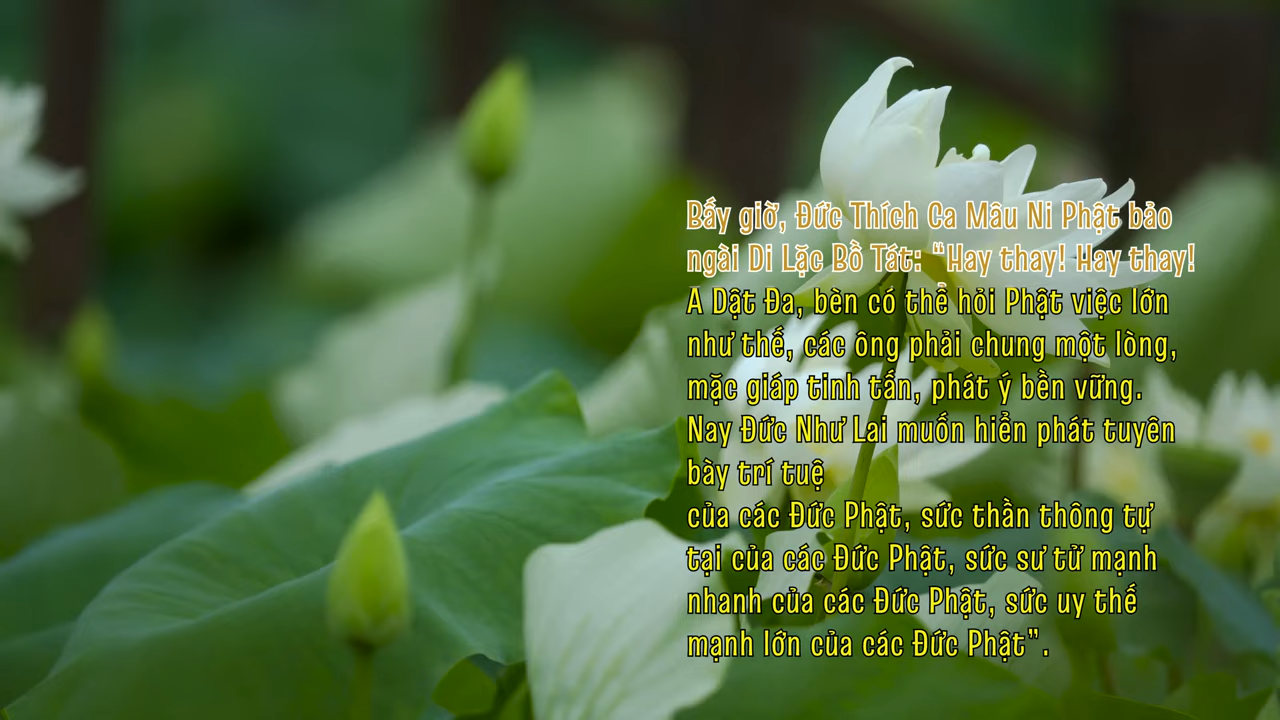 Bấy giờ, Đức Thích Ca Mâu Ni Phật bảo
ngài Di Lặc Bồ Tát: “Hay thay! Hay thay!
A Dật Đa, bèn có thể hỏi Phật việc lớn
như thế, các ông phải chung một lòng,
mặc giáp tinh tấn, phát ý bền vững.
Nay Đức Như Lai muốn hiển phát tuyên
bày trí tuệ
của các Đức Phật, sức thần thông tự
tại của các Đức Phật, sức sư tử mạnh
nhanh của các Đức Phật, sức uy thế
mạnh lớn của các Đức Phật”.